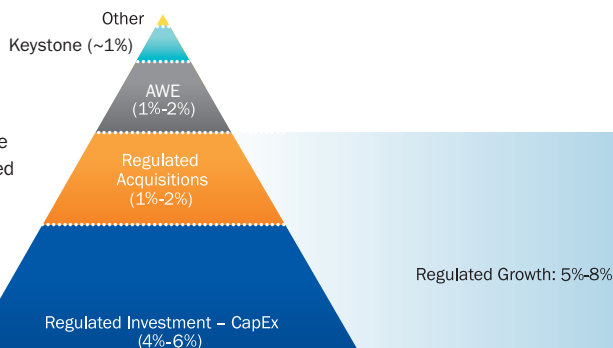 Other
Keystone (~1%)
AWE
(1%-2%)
Regulated
Acquisitions
(1%-2%)
Regulated Growth: 5%-8%
Regulated Investment – CapEx
(4%-6%)